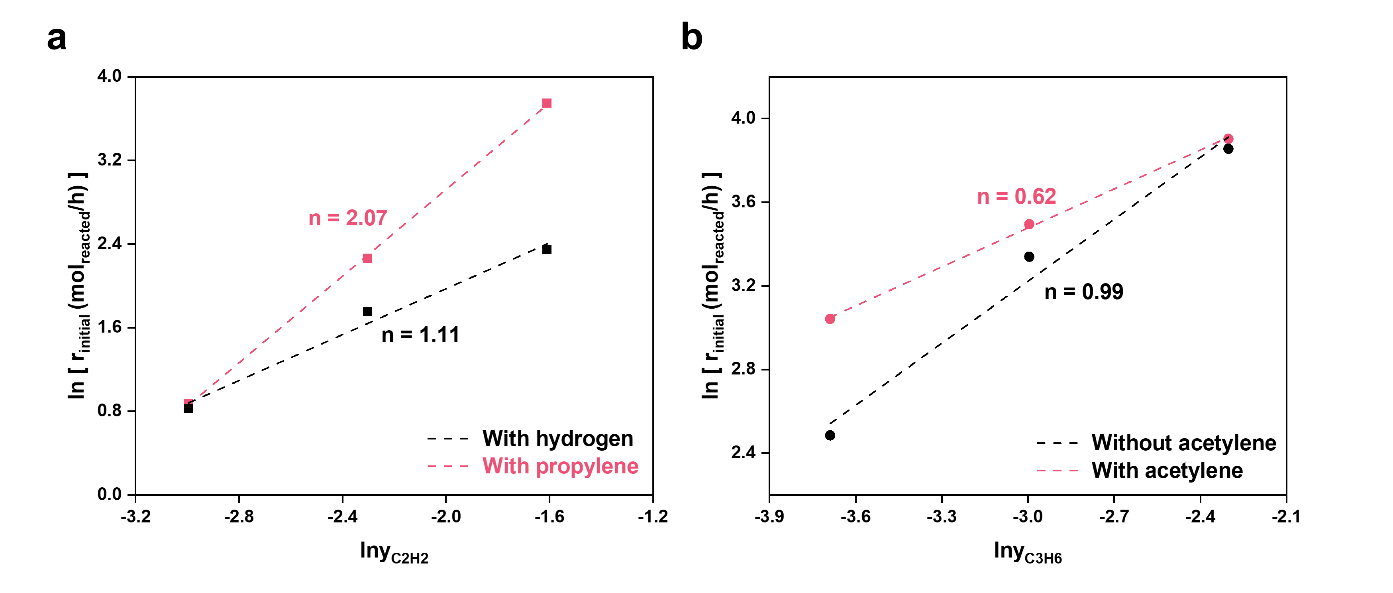 a
4.0
3.2
2.4
1.6
0.8
0.0
-3.2
-2.8
-2.4
-2.0
-1.6
-1.2
ln [ r_initial (mol_reacted/h) ]
lny_C2H2
n = 2.07
n = 1.11
With hydrogen
With propylene
b
4.0
3.6
3.2
2.8
2.4
-3.9
-3.6
-3.3
-3.0
-2.7
-2.4
-2.1
ln [ r_initial (mol_reacted/h) ]
lny_C3H6
n = 0.62
n = 0.99
Without acetylene
With acetylene